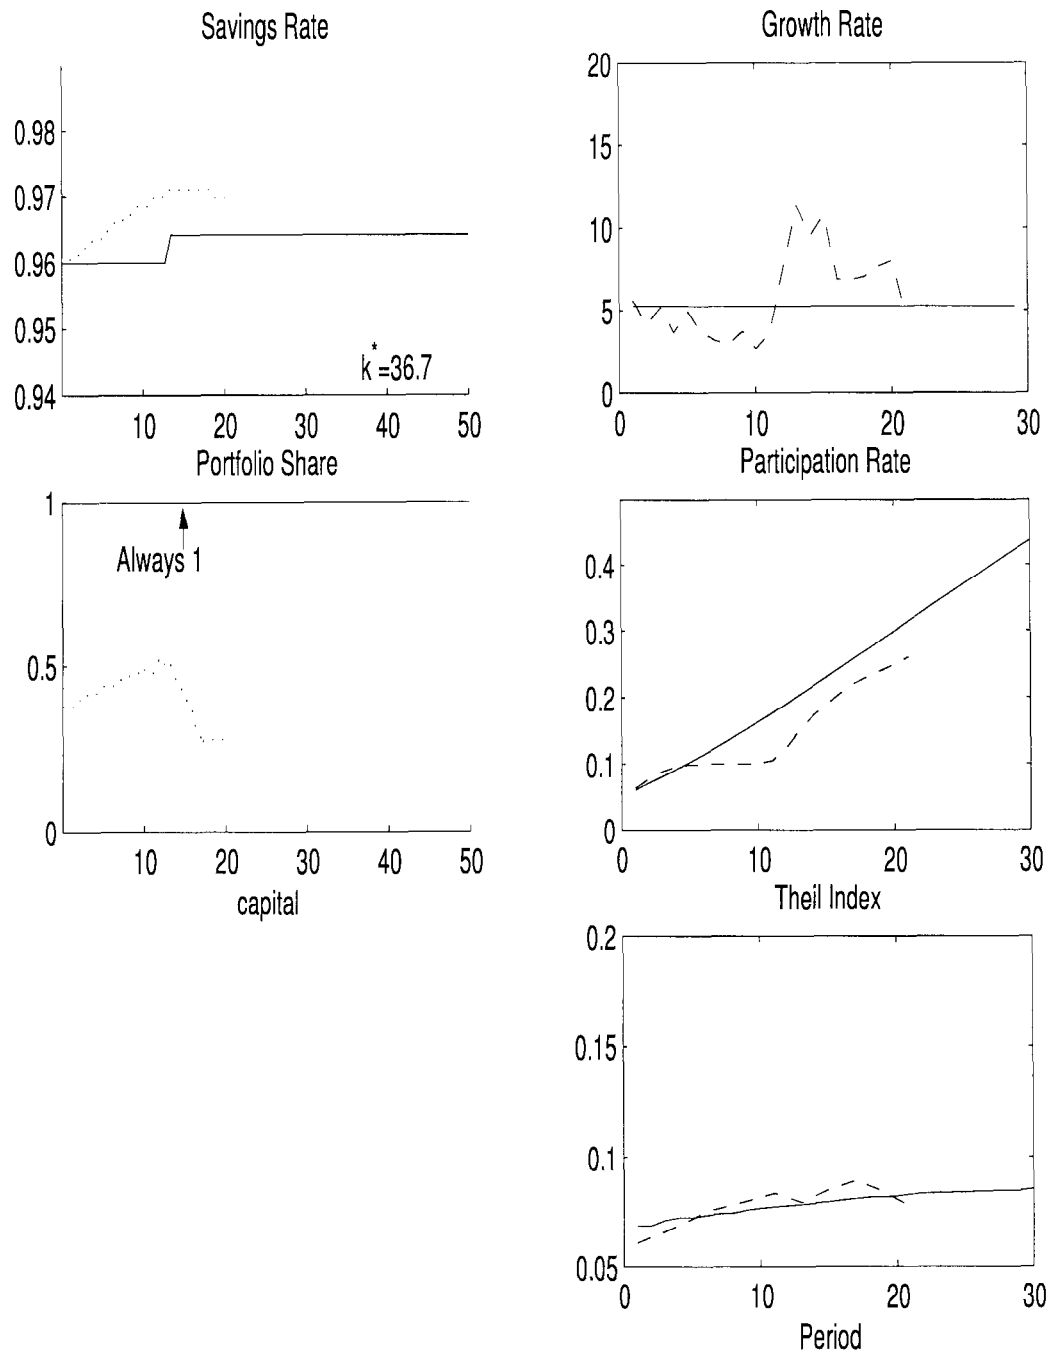 Savings Rate
0.98
0.97
0.96
0.95
0.94
k*=36.7
10 20 30 40 50
Growth Rate
20
15
10
5
0
0 10 20 30
Portfolio Share
1
0.5
0
Always 1
10 20 30 40 50
capital
Participation Rate
0.4
0.3
0.2
0.1
0
0 10 20 30
Theil Index
0.2
0.15
0.1
0.05
0 10 20 30
Period